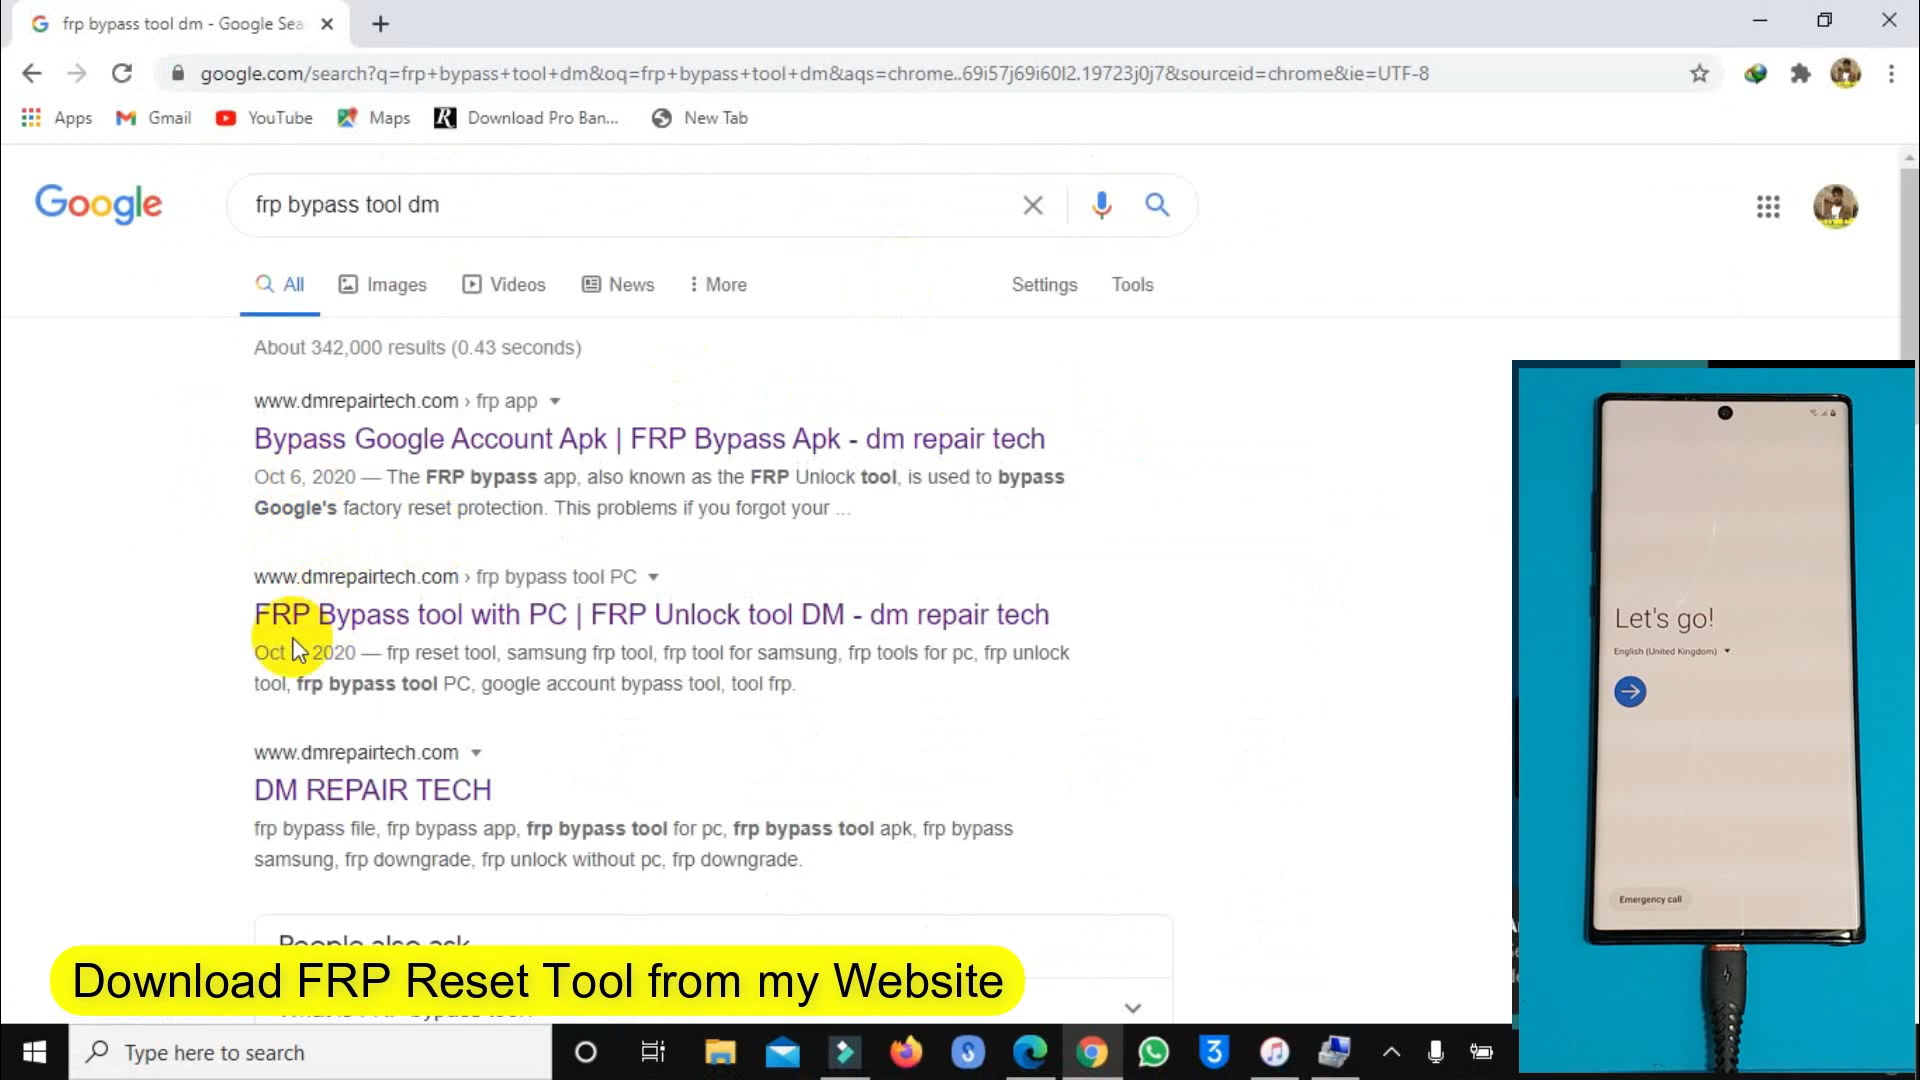 frp bypass tool dm - Google Sea
google.com/search?q=frp+bypass+tool+dm&oq=frp+bypass+tool+dm&aqs=chrome..69i57j69i60l2.19723j0j7&sourceid=chrome&ie=UTF-8
Apps Gmail YouTube Maps Download Pro Ban... New Tab
Google frp bypass tool dm
All Images Videos News More Settings Tools
About 342,000 results (0.43 seconds)
www.dmrepairtech.com › frp app
Bypass Google Account Apk | FRP Bypass Apk - dm repair tech
Oct 6, 2020 — The FRP bypass app, also known as the FRP Unlock tool, is used to bypass
Google's factory reset protection. This problems if you forgot your ...
www.dmrepairtech.com › frp bypass tool PC
FRP Bypass tool with PC | FRP Unlock tool DM - dm repair tech
Oct 2020 — frp reset tool, samsung frp tool, frp tool for samsung, frp tools for pc, frp unlock
tool, frp bypass tool PC, google account bypass tool, tool frp.
www.dmrepairtech.com
DM REPAIR TECH
frp bypass file, frp bypass app, frp bypass tool for pc, frp bypass tool apk, frp bypass
samsung, frp downgrade, frp unlock without pc, frp downgrade.
People also ask
Download FRP Reset Tool from my Website
Type here to search
Let's go!
English (United Kingdom)
Emergency call